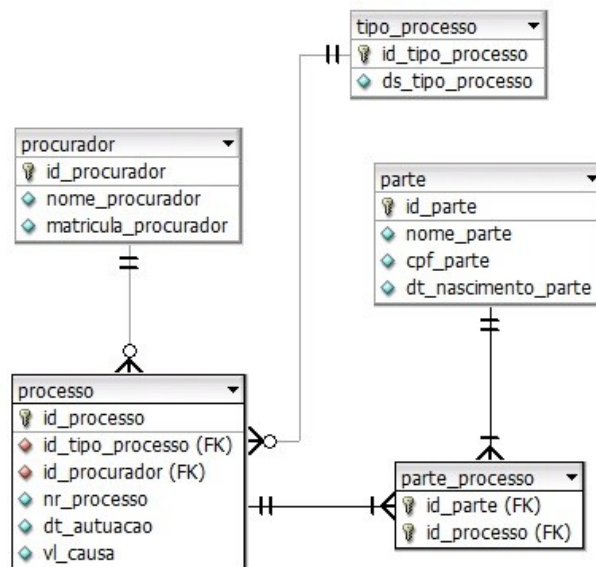 tipo_processo
id_tipo_processo
ds_tipo_processo
procurador
id_procurador
nome_procurador
matricula_procurador
parte
id_parte
nome_parte
cpf_parte
dt_nascimento_parte
processo
id_processo
id_tipo_processo (FK)
id_procurador (FK)
nr_processo
dt_autuacao
vl_causa
parte_processo
id_parte (FK)
id_processo (FK)